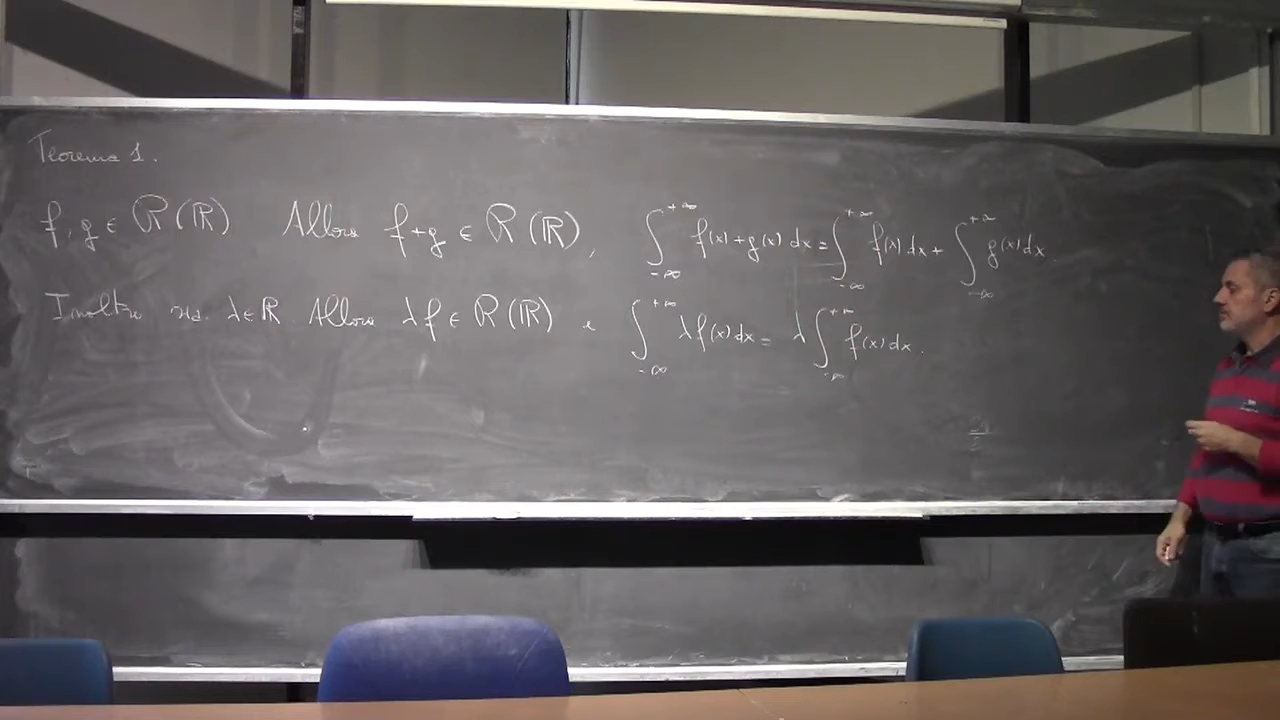 Teorema 1.
f, g ∈ R(ℝ) Allora f+g ∈ R(ℝ), ∫_{-∞}^{+∞} f(x)+g(x) dx = ∫_{-∞}^{+∞} f(x) dx + ∫_{-∞}^{+∞} g(x) dx.
Inoltre sia λ∈ℝ. Allora λf ∈ R(ℝ) e ∫_{-∞}^{+∞} λf(x) dx = λ ∫_{-∞}^{+∞} f(x) dx.